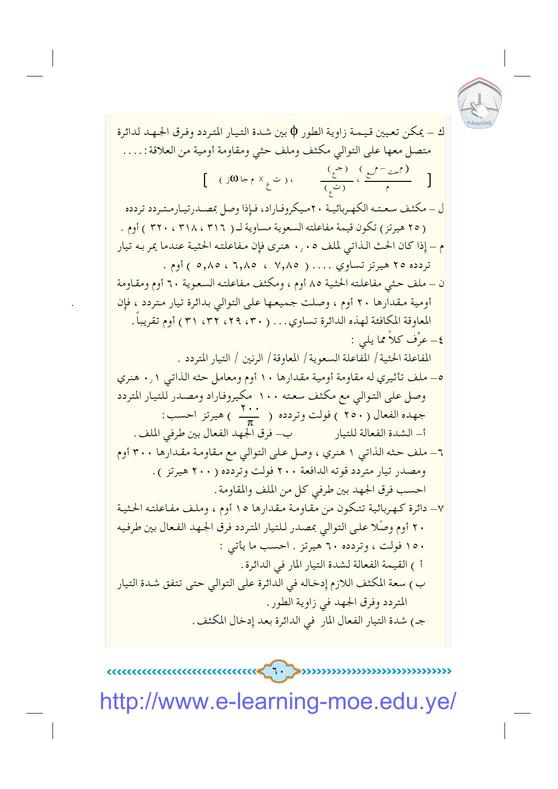 e-learning
ك – يمكن تعيين قيمة زاوية الطور ϕ بين شدة التيار المتردد وفرق الجهد لدائرة
متصل معها على التوالي مكثف وملف حثي ومقاومة أومية من العلاقة : . . . .
ل – مكثف سعته الكهربائية ٢٠ميكروفاراد، فإذا وصل بمصدرتيارمتردد تردده
( ٢٥ هيرتز ) تكون قيمة مفاعلته السعوية مساوية لـ ( ٣١٦ ، ٣١٨ ، ٣٢٠ ) أوم .
م – إذا كان الحث الذاتي لملف ٠٫٠٥ هنرى فإن مفاعلته الحثية عندما يمر به تيار
تردده ٢٥ هيرتز تساوي . . . . ( ٧,٨٥ ، ٦,٨٥ ، ٥,٨٥ ) أوم .
ن – ملف حثي مفاعلته الحثية ٨٥ أوم ، ومكثف مفاعلته السعوية ٦٠ أوم ومقاومة
أومية مقدارها ٢٠ أوم ، وصلت جميعها على التوالي بدائرة تيار متردد ، فإن
المعاوقة المكافئة لهذه الدائرة تساوي . . . ( ٣٠ ، ٢٩ ، ٣٢ ، ٣١ ) أوم تقريباً .
٤– عرِّف كلاً مما يلي :
المفاعلة الحثية / المفاعلة السعوية / المعاوقة / الرنين / التيار المتردد .
٥– ملف تأثيري له مقاومة أومية مقدارها ١٠ أوم ومعامل حثه الذاتي ٠٫١ هنري
وصل على التوالي مع مكثف سعته ١٠٠ مكيروفاراد ومصدر للتيار المتردد
جهده الفعال ( ٢٥٠ ) فولت وتردده ( ٢٠٠/π ) هيرتز احسب :
أ– الشدة الفعالة للتيار ب– فرق الجهد الفعال بين طرفي الملف .
٦– ملف حثه الذاتي ١ هنري ، وصل على التوالي مع مقاومة مقدارها ٣٠٠ أوم
ومصدر تيار متردد قوته الدافعة ٢٠٠ فولت وتردده ( ٢٠٠ هيرتز ) .
احسب فرق الجهد بين طرفي كل من الملف والمقاومة .
٧– دائرة كهربائية تتكون من مقاومة مقدارها ١٥ أوم ، وملف مفاعلته الحثية
٢٠ أوم وصّلا على التوالي بمصدر للتيار المتردد فرق الجهد الفعال بين طرفيه
١٥٠ فولت ، وتردده ٦٠ هيرتز . احسب ما يأتي :
أ ) القيمة الفعالة لشدة التيار المار في الدائرة .
ب ) سعة المكثف اللازم إدخاله في الدائرة على التوالي حتى تتفق شدة التيار
المتردد وفرق الجهد في زاوية الطور .
جـ) شدة التيار الفعال المار في الدائرة بعد إدخال المكثف .
٦٠
http://www.e-learning-moe.edu.ye/